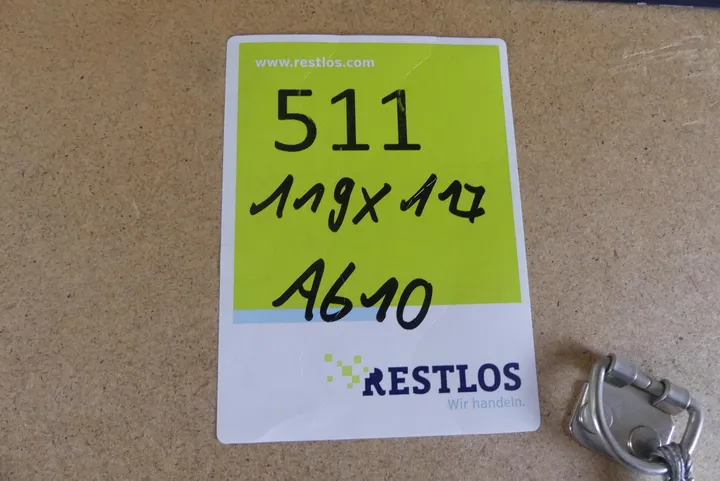 www.restlos.com
511
119x117
A610
RESTLOS
Wir handeln.